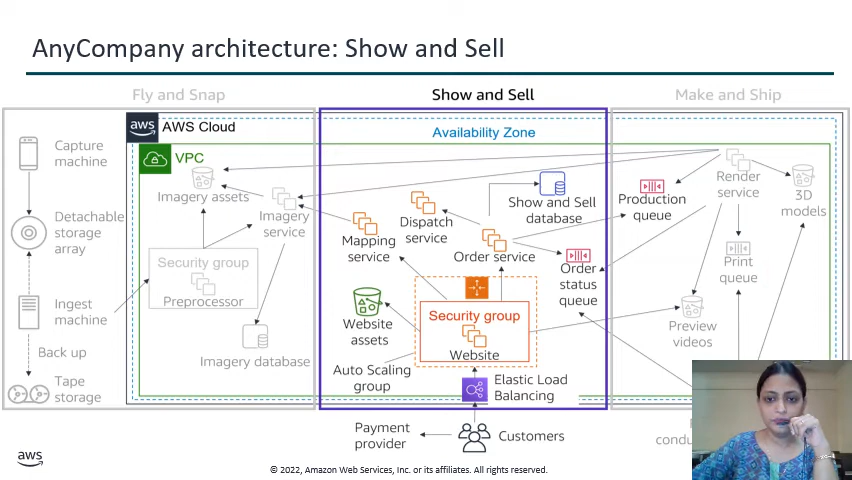 AnyCompany architecture: Show and Sell
Fly and Snap
Show and Sell
Make and Ship
aws
AWS Cloud
Availability Zone
VPC
Capture
machine
Detachable
storage
array
Ingest
machine
Back up
Tape
storage
Imagery assets
Imagery
service
Security group
Preprocessor
Imagery database
Mapping
service
Dispatch
service
Show and Sell
database
Order service
Order
status
queue
Website
assets
Security group
Website
Auto Scaling
group
Elastic Load
Balancing
Payment
provider
Customers
Production
queue
Render
service
3D
models
Print
queue
Preview
videos
aws
© 2022, Amazon Web Services, Inc. or its affiliates. All rights reserved.